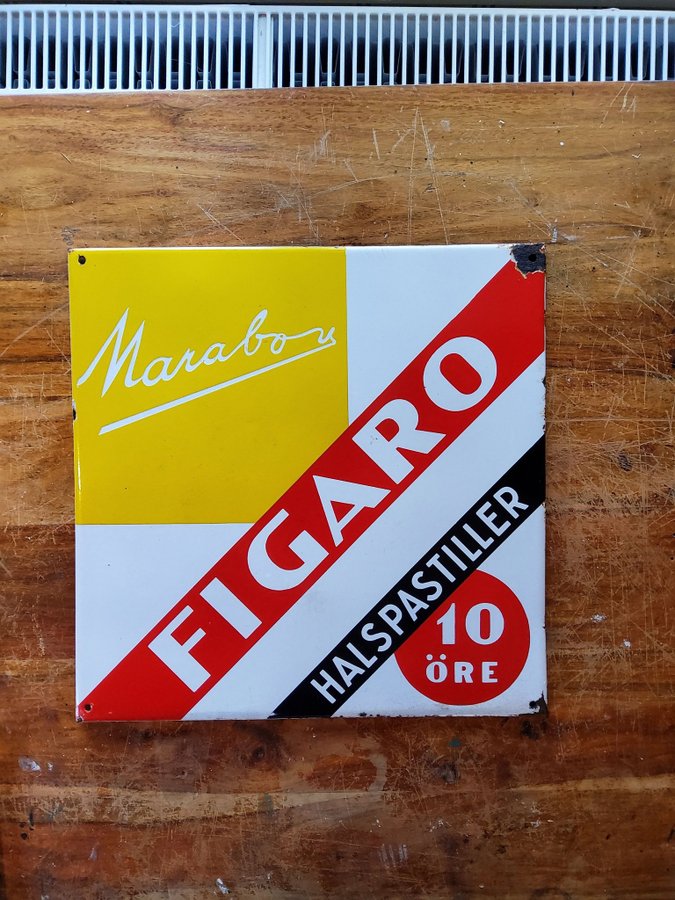 Marabou
FIGARO
HALSPASTILLER
10
ÖRE